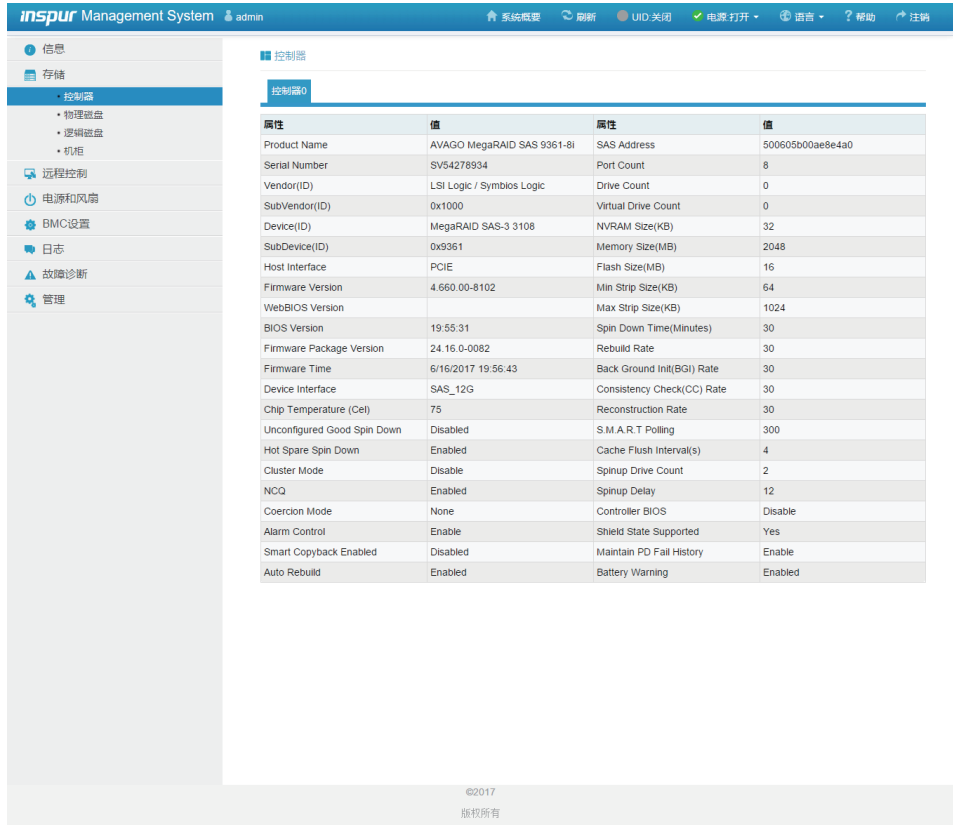 inspur Management System admin 系统概要 刷新 UID:关闭 电源:打开 语言 ? 帮助 注销
信息
存储
• 控制器
• 物理磁盘
• 逻辑磁盘
• 机柜
远程控制
电源和风扇
BMC设置
日志
故障诊断
管理
控制器
控制器0
属性 值 属性 值
Product Name AVAGO MegaRAID SAS 9361-8i SAS Address 500605b00ae8e4a0
Serial Number SV54278934 Port Count 8
Vendor(ID) LSI Logic / Symbios Logic Drive Count 0
SubVendor(ID) 0x1000 Virtual Drive Count 0
Device(ID) MegaRAID SAS-3 3108 NVRAM Size(KB) 32
SubDevice(ID) 0x9361 Memory Size(MB) 2048
Host Interface PCIE Flash Size(MB) 16
Firmware Version 4.660.00-8102 Min Strip Size(KB) 64
WebBIOS Version Max Strip Size(KB) 1024
BIOS Version 19:55:31 Spin Down Time(Minutes) 30
Firmware Package Version 24.16.0-0082 Rebuild Rate 30
Firmware Time 6/16/2017 19:56:43 Back Ground Init(BGI) Rate 30
Device Interface SAS_12G Consistency Check(CC) Rate 30
Chip Temperature (Cel) 75 Reconstruction Rate 30
Unconfigured Good Spin Down Disabled S.M.A.R.T Polling 300
Hot Spare Spin Down Enabled Cache Flush Interval(s) 4
Cluster Mode Disable Spinup Drive Count 2
NCQ Enabled Spinup Delay 12
Coercion Mode None Controller BIOS Disable
Alarm Control Enable Shield State Supported Yes
Smart Copyback Enabled Disabled Maintain PD Fail History Enable
Auto Rebuild Enabled Battery Warning Enabled
©2017
版权所有